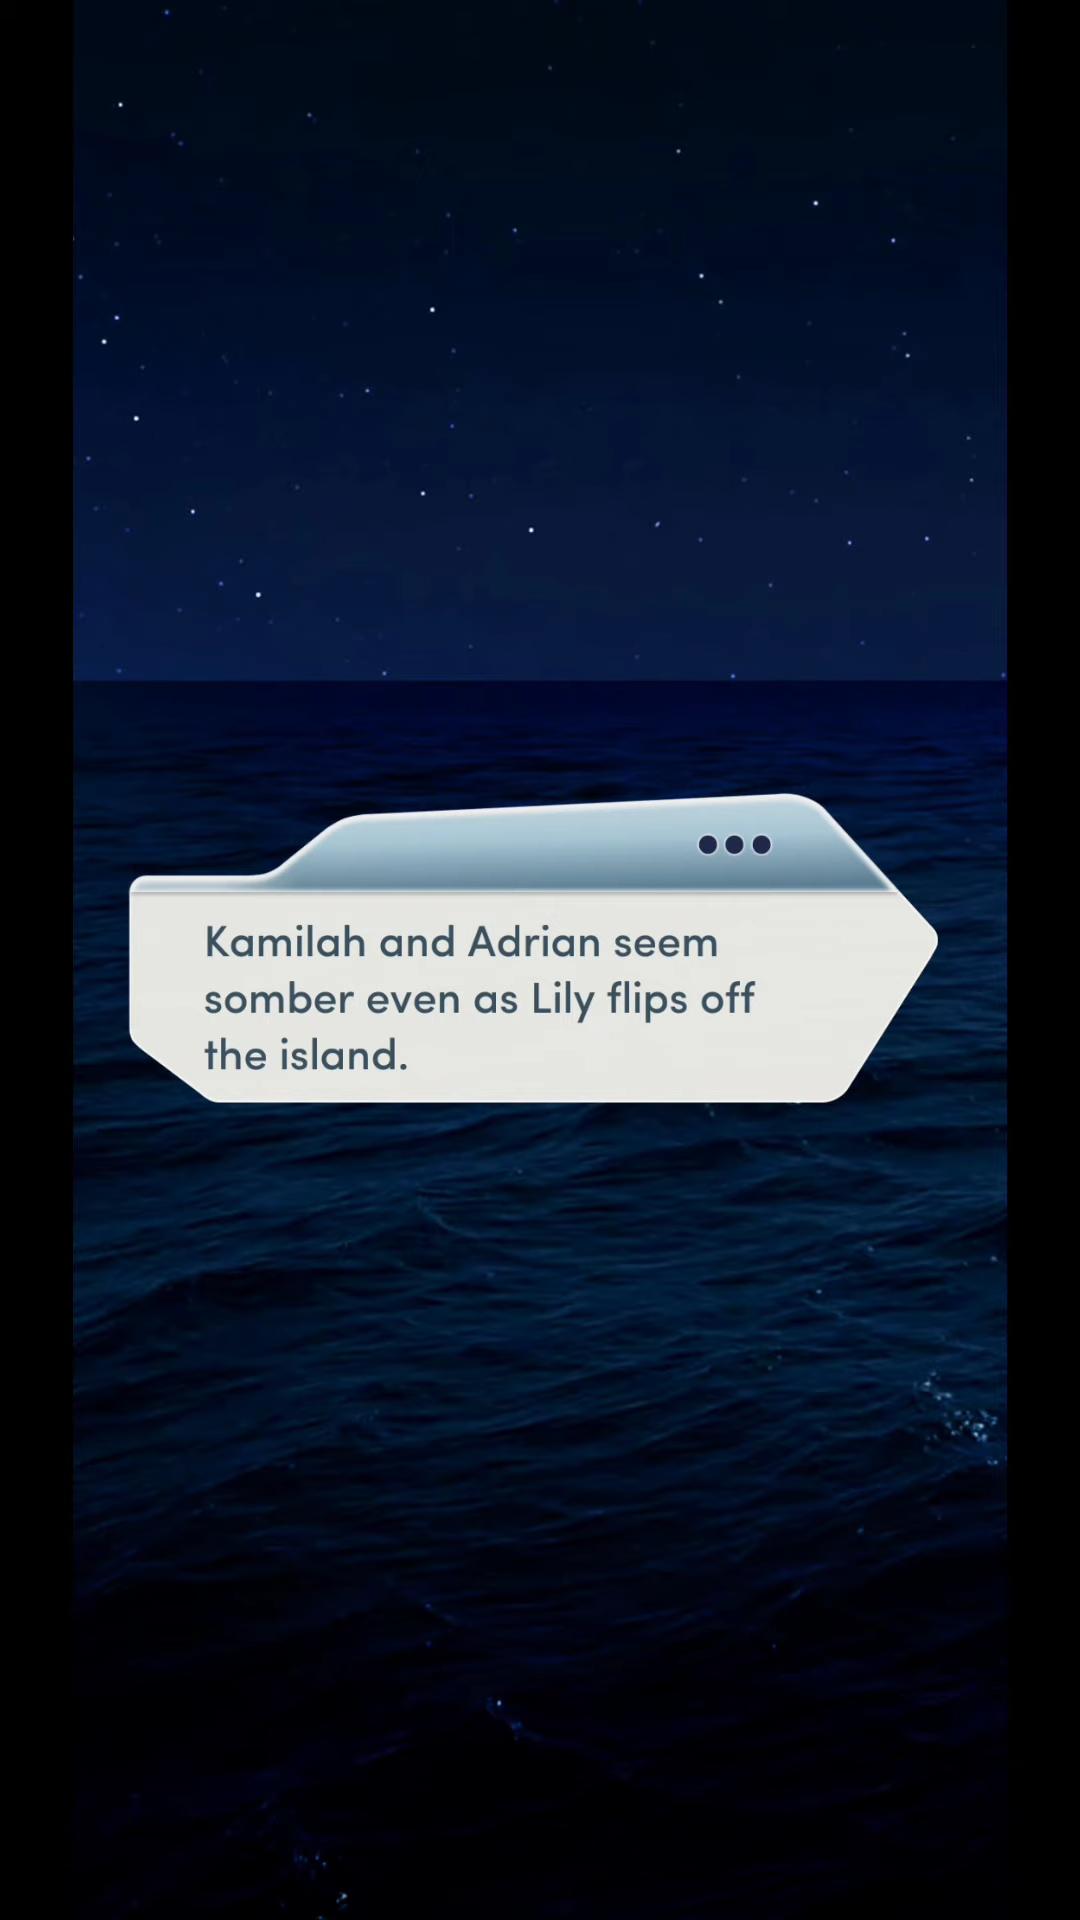 Kamilah and Adrian seem
somber even as Lily flips off
the island.